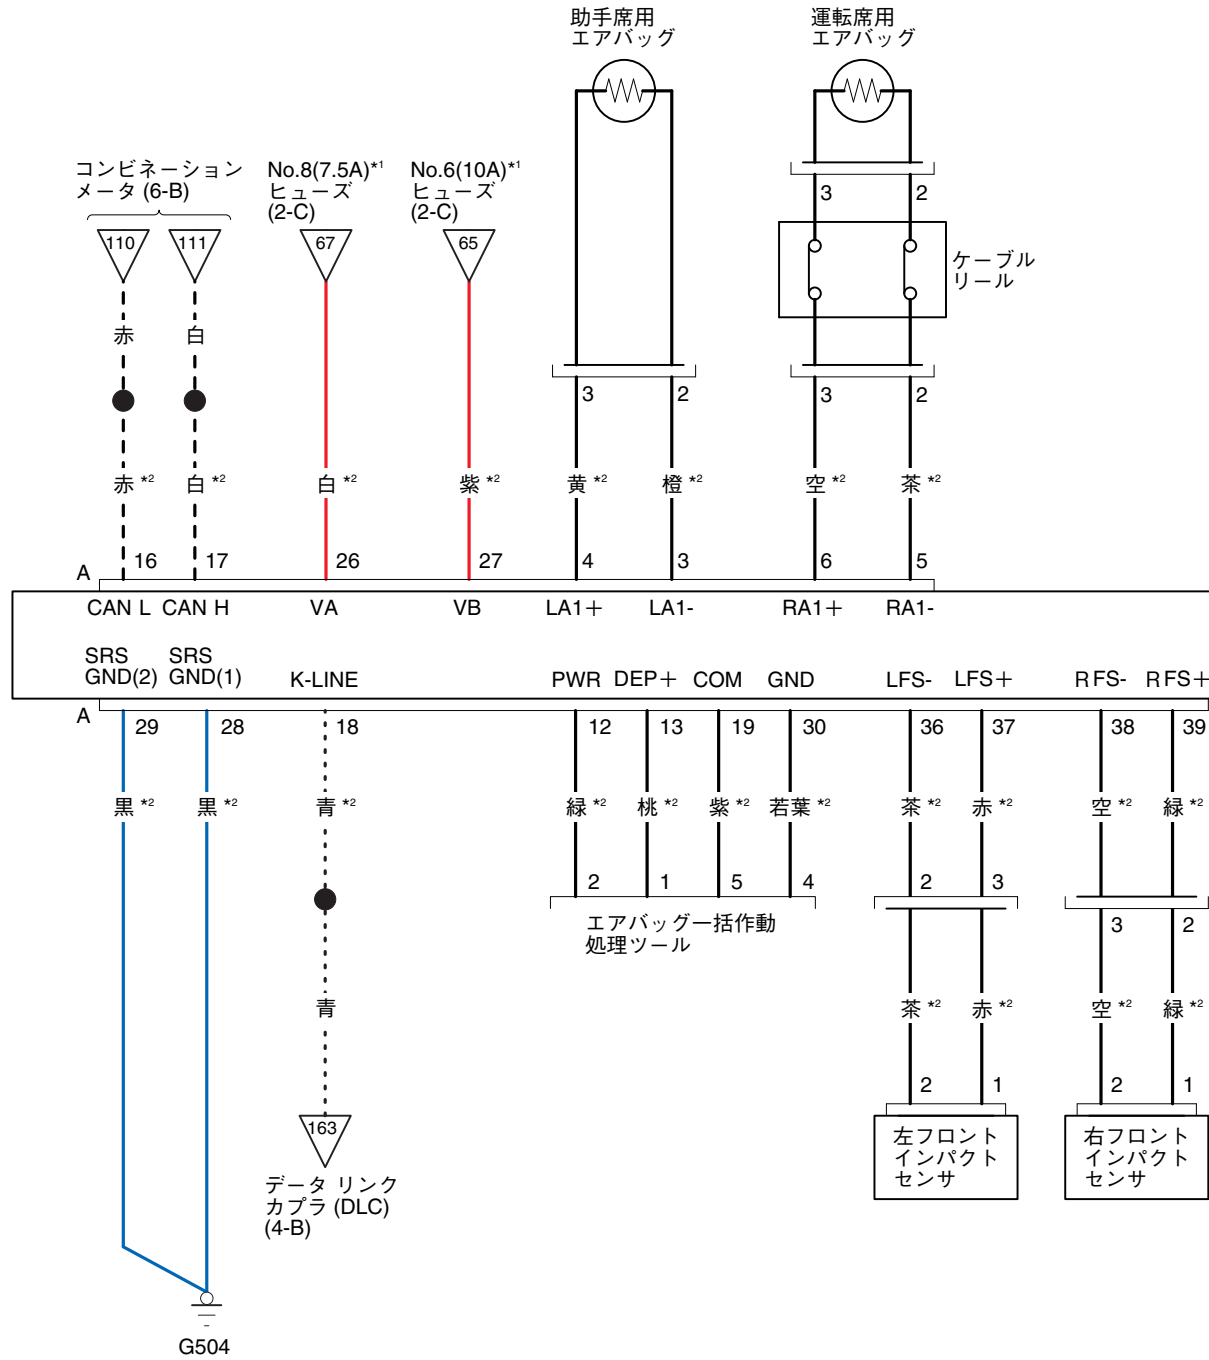 助手席用
エアバッグ
運転席用
エアバッグ
コンビネーション
メータ (6-B)
No.8(7.5A)*1
ヒューズ
(2-C)
No.6(10A)*1
ヒューズ
(2-C)
3 2
110 111 67 65
ケーブル
リール
赤 白
3 2 3 2
赤 *2 白 *2 白 *2 紫 *2 黄 *2 橙 *2 空 *2 茶 *2
A 16 17 26 27 4 3 6 5
CAN L CAN H VA VB LA1+ LA1- RA1+ RA1-
SRS
GND(2)
SRS
GND(1)
K-LINE PWR DEP+ COM GND LFS- LFS+ R FS- R FS+
A 29 28 18 12 13 19 30 36 37 38 39
黒 *2 黒 *2 青 *2 緑 *2 桃 *2 紫 *2 若葉 *2 茶 *2 赤 *2 空 *2 緑 *2
2 1 5 4 2 3
エアバッグ一括作動
処理ツール
3 2
青 茶 *2 赤 *2 空 *2 緑 *2
2 1 2 1
163
データ リンク
カプラ (DLC)
(4-B)
左フロント
インパクト
センサ
右フロント
インパクト
センサ
G504